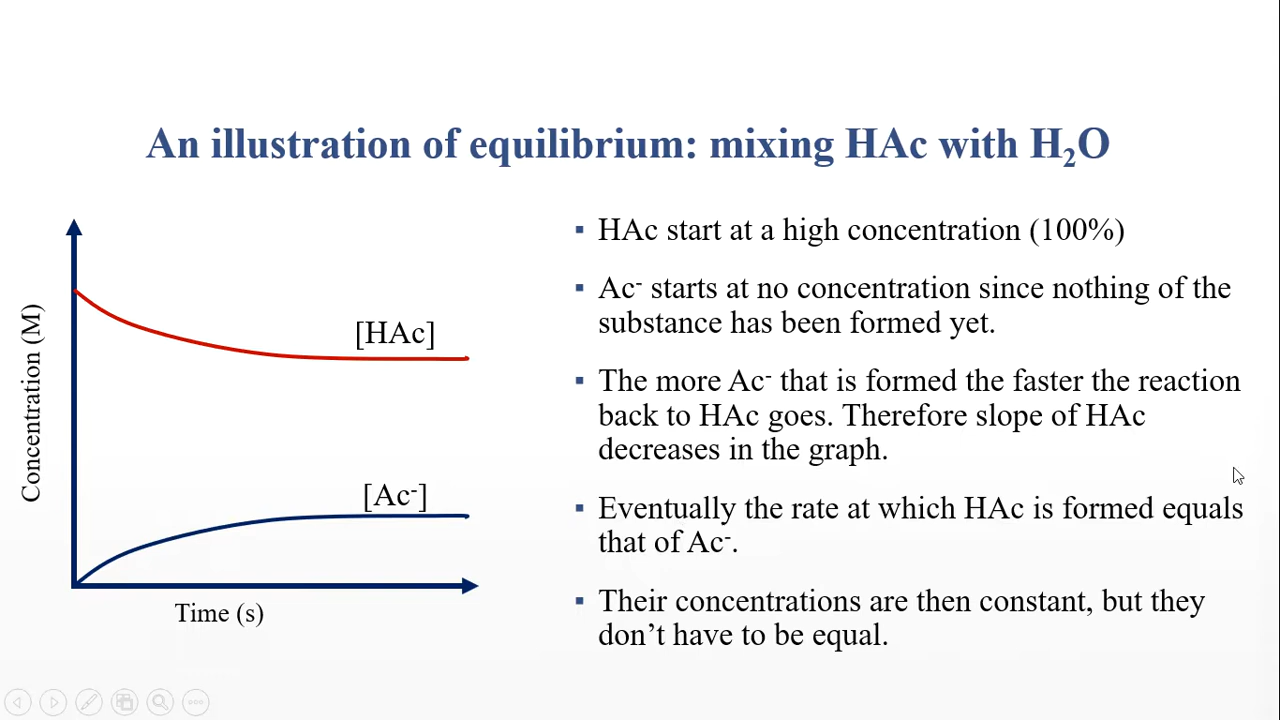 An illustration of equilibrium: mixing HAc with H₂O
Concentration (M)
[HAc]
[Ac⁻]
Time (s)
▪ HAc start at a high concentration (100%)
▪ Ac⁻ starts at no concentration since nothing of the
substance has been formed yet.
▪ The more Ac⁻ that is formed the faster the reaction
back to HAc goes. Therefore slope of HAc
decreases in the graph.
▪ Eventually the rate at which HAc is formed equals
that of Ac⁻.
▪ Their concentrations are then constant, but they
don’t have to be equal.